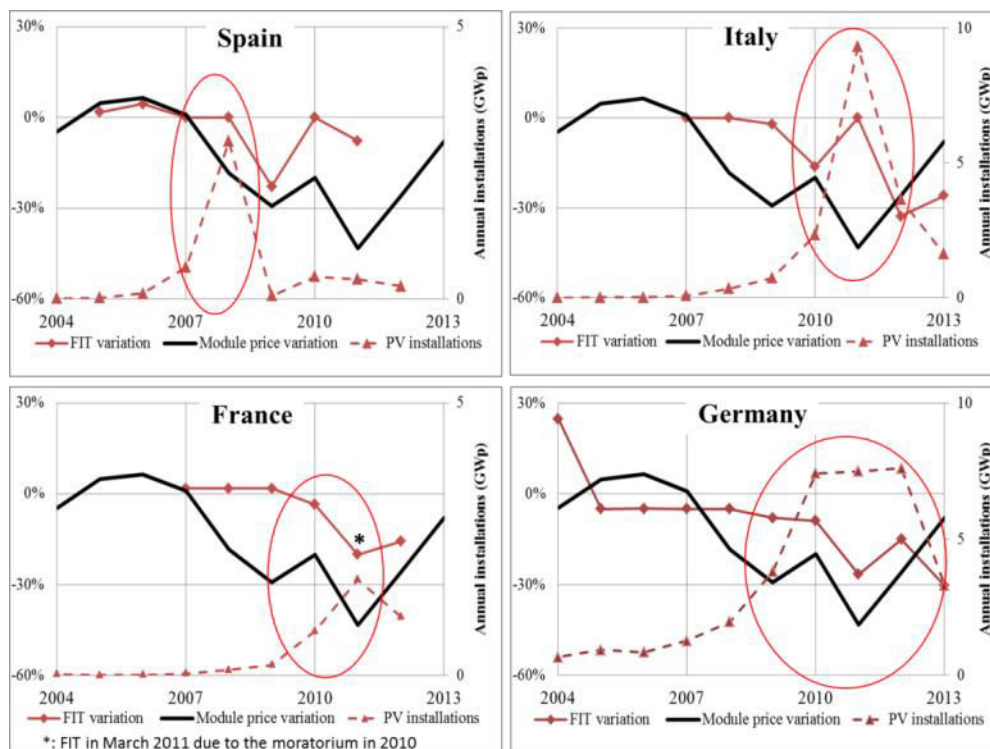 Spain
30%
0%
-30%
-60%
5
0
Annual installations (GWp)
2004 2007 2010 2013
FIT variation Module price variation PV installations
Italy
30%
0%
-30%
-60%
10
5
0
Annual installations (GWp)
2004 2007 2010 2013
FIT variation Module price variation PV installations
France
30%
0%
-30%
-60%
5
0
Annual installations (GWp)
*
2004 2007 2010 2013
FIT variation Module price variation PV installations
*: FIT in March 2011 due to the moratorium in 2010
Germany
30%
0%
-30%
-60%
10
5
0
Annual installations (GWp)
2004 2007 2010 2013
FIT variation Module price variation PV installations